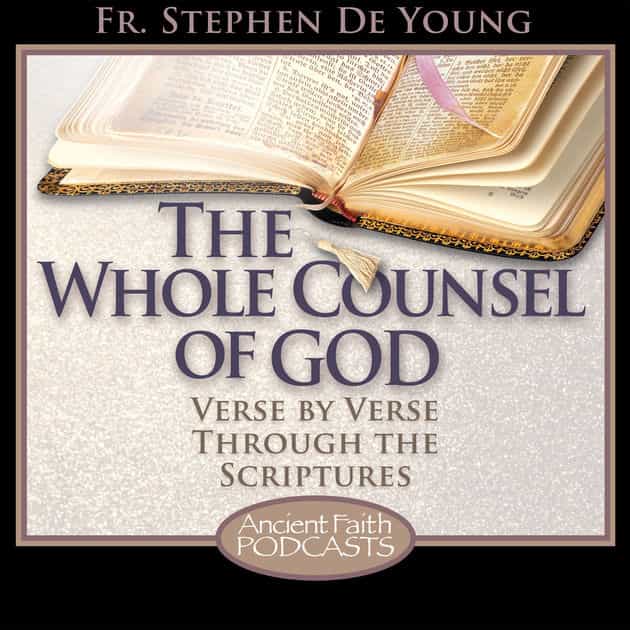 FR. STEPHEN DE YOUNG
THE
WHOLE COUNSEL
OF GOD
VERSE BY VERSE
THROUGH THE
SCRIPTURES
Ancient Faith
PODCASTS